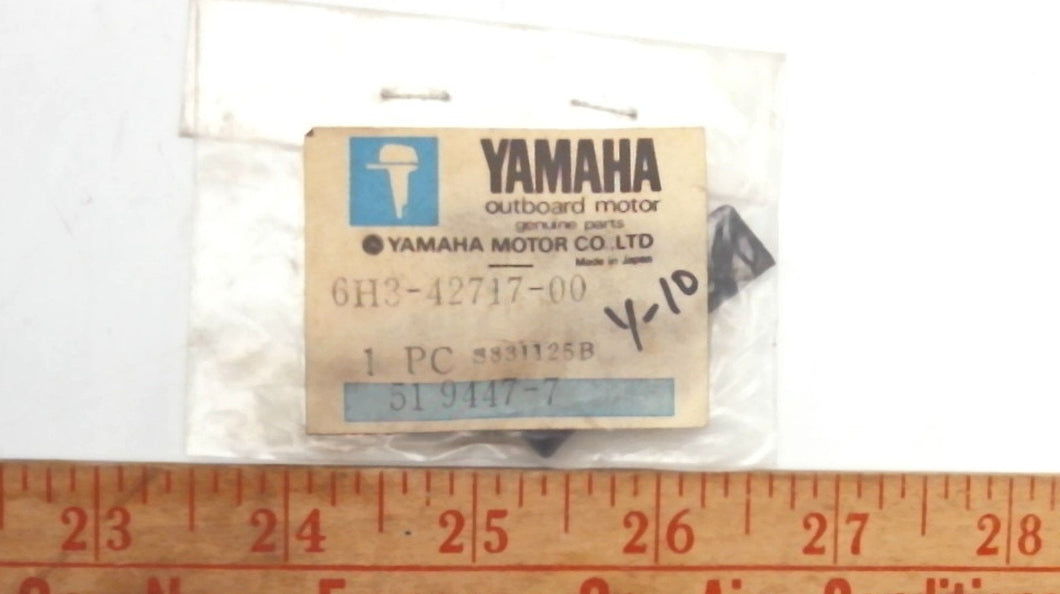 YAMAHA
outboard motor
genuine parts
YAMAHA MOTOR CO.,LTD
Made in Japan
6H3-42717-00
Y-10
1 PC S831125B
51 9447-7
23 24 25 26 27 28